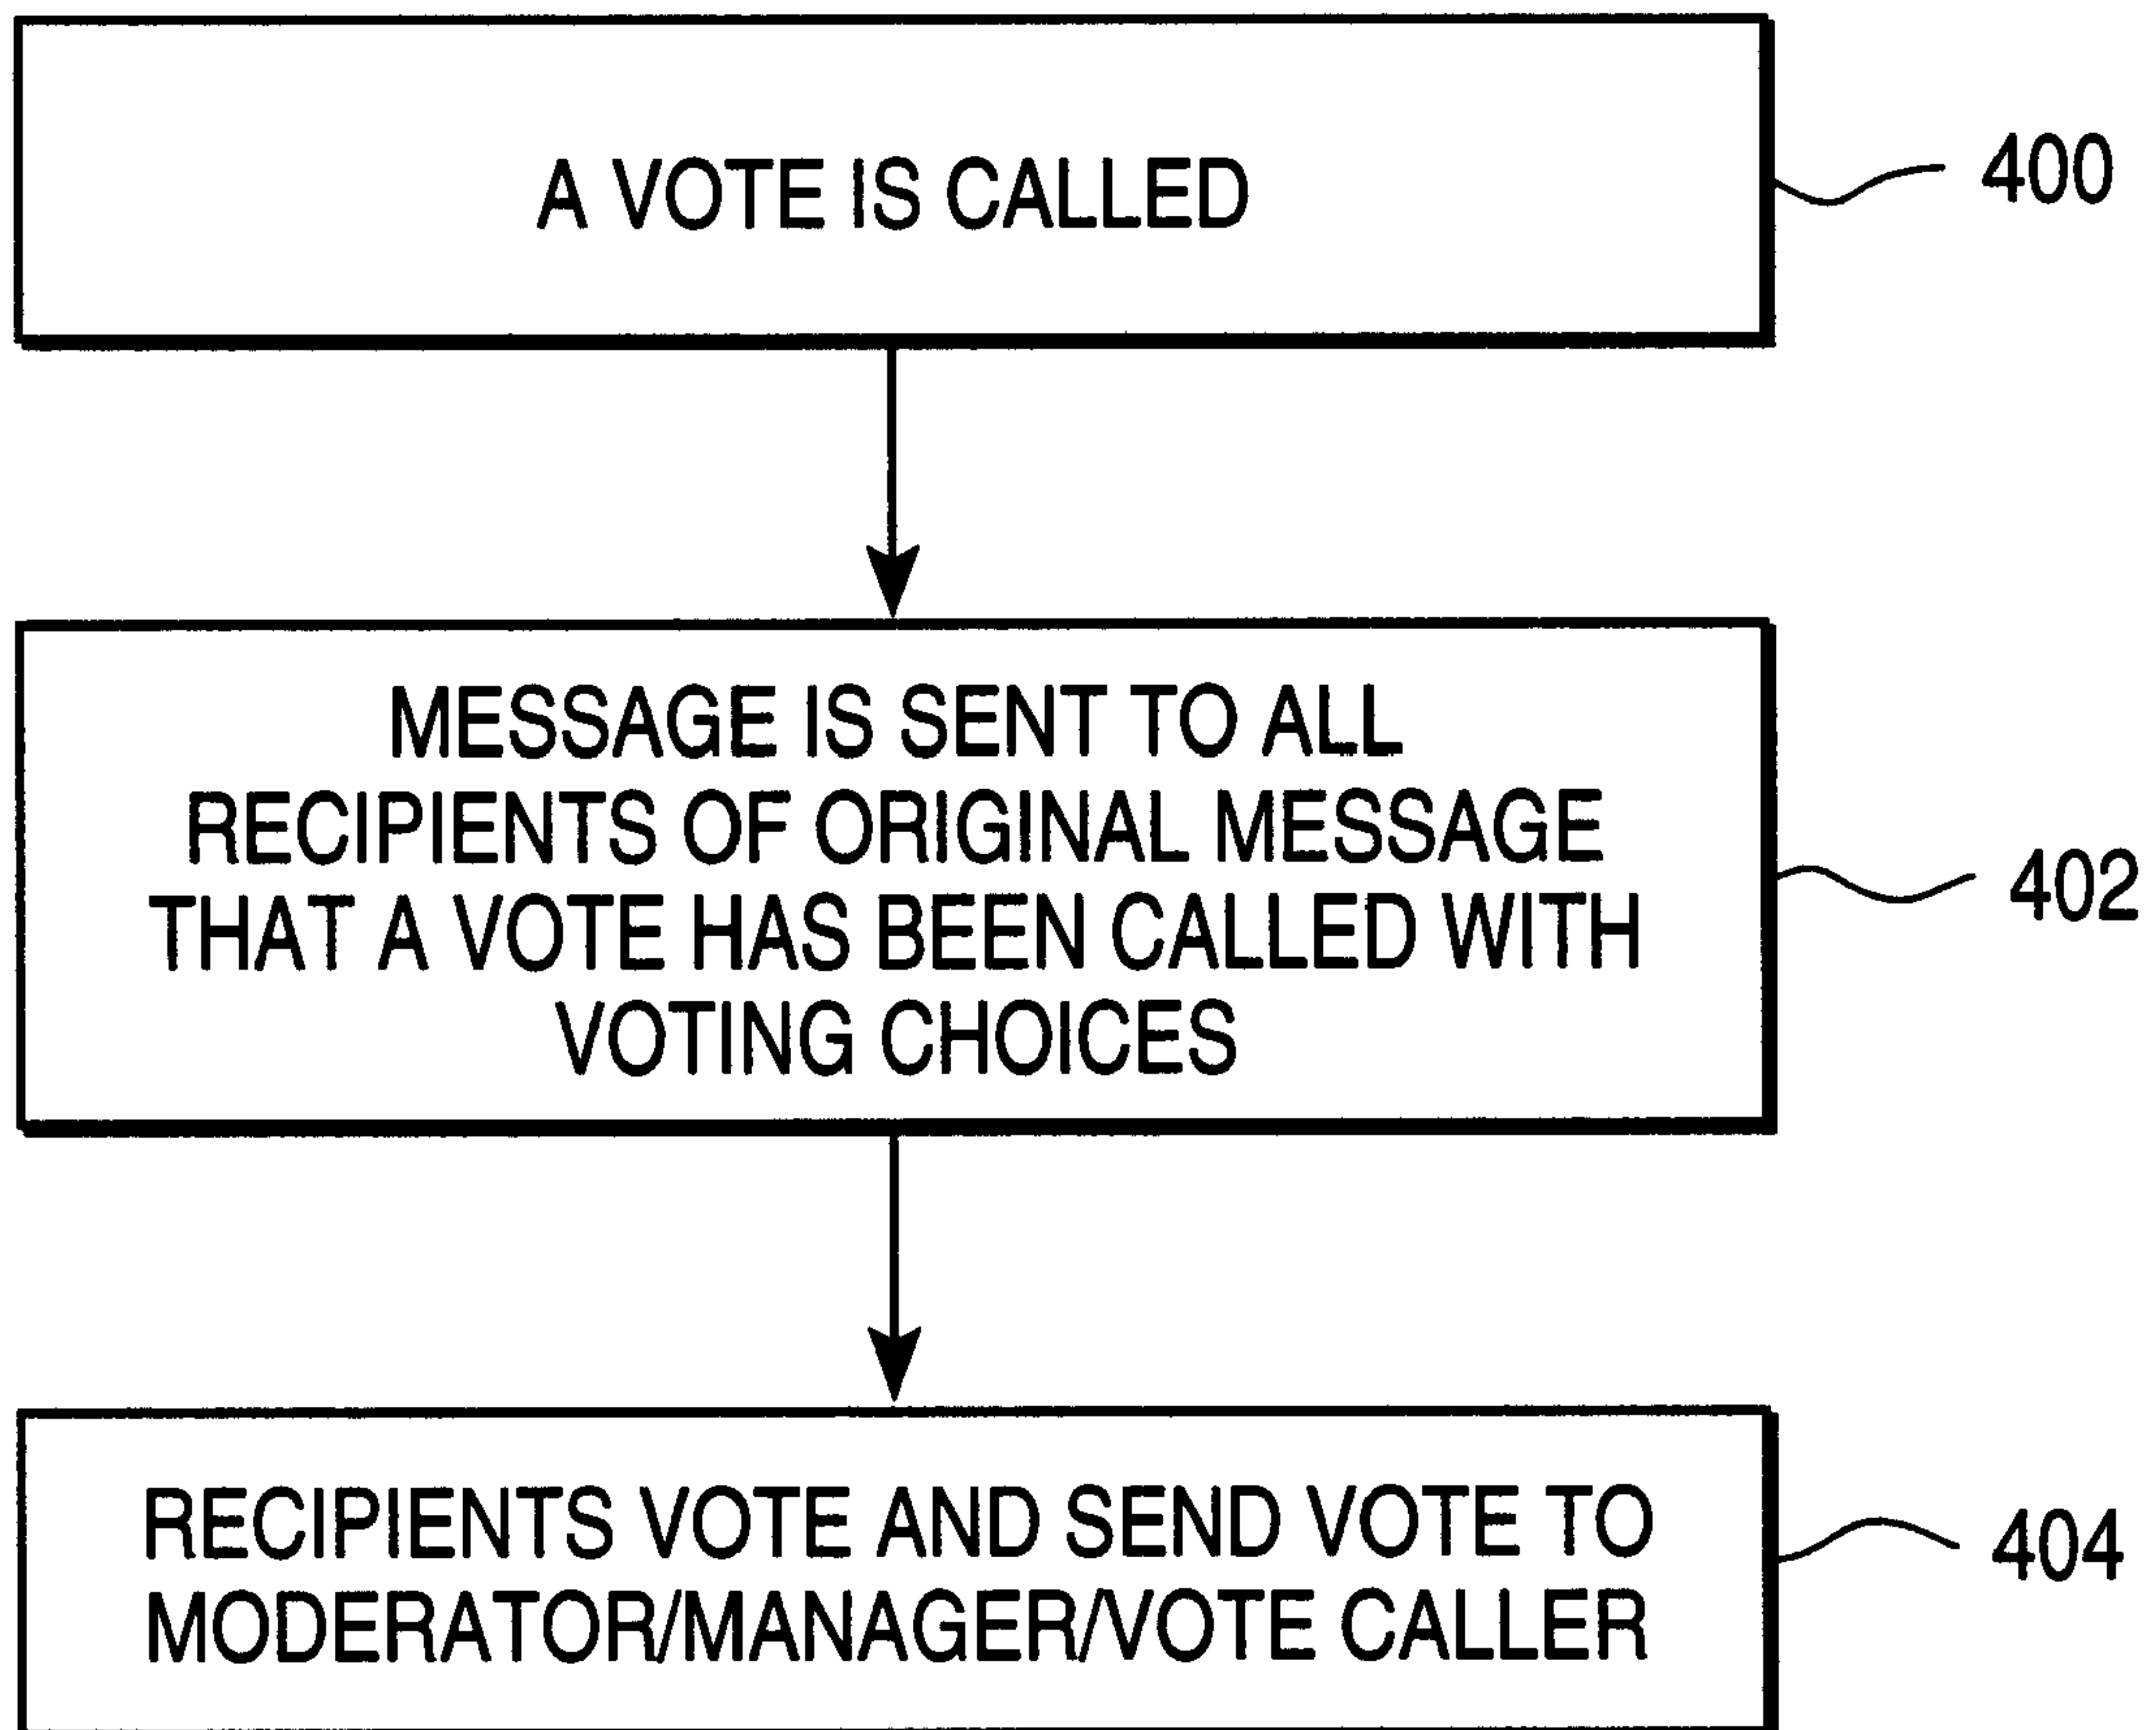 A VOTE IS CALLED
400
MESSAGE IS SENT TO ALL
RECIPIENTS OF ORIGINAL MESSAGE
THAT A VOTE HAS BEEN CALLED WITH
VOTING CHOICES
402
RECIPIENTS VOTE AND SEND VOTE TO
MODERATOR/MANAGER/VOTE CALLER
404